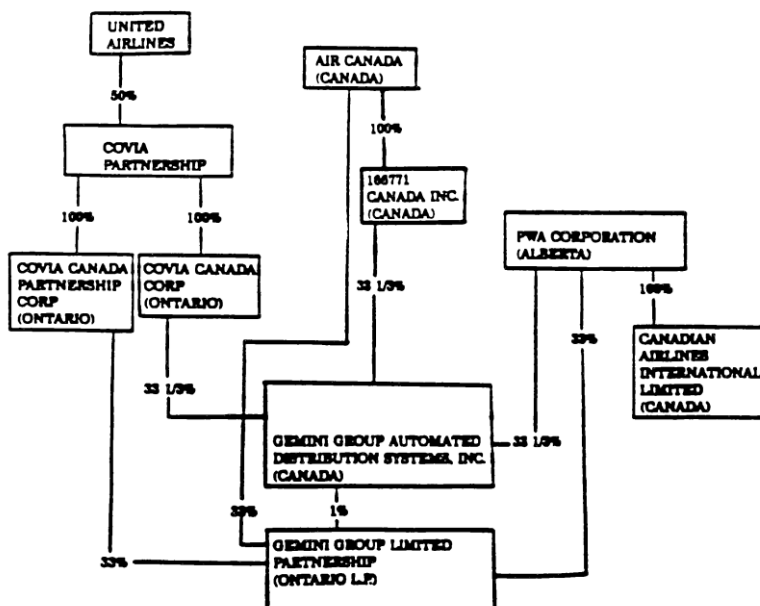 UNITED
AIRLINES
AIR CANADA
(CANADA)
50%
100%
COVIA
PARTNERSHIP
166771
CANADA INC.
(CANADA)
100%
100%
PWA CORPORATION
(ALBERTA)
COVIA CANADA
PARTNERSHIP
CORP
(ONTARIO)
COVIA CANADA
CORP
(ONTARIO)
33 1/3%
100%
33%
CANADIAN
AIRLINES
INTERNATIONAL
LIMITED
(CANADA)
33 1/3%
GEMINI GROUP AUTOMATED
DISTRIBUTION SYSTEMS, INC.
(CANADA)
33 1/3%
33%
1%
GEMINI GROUP LIMITED
PARTNERSHIP
(ONTARIO L.P.)
33%